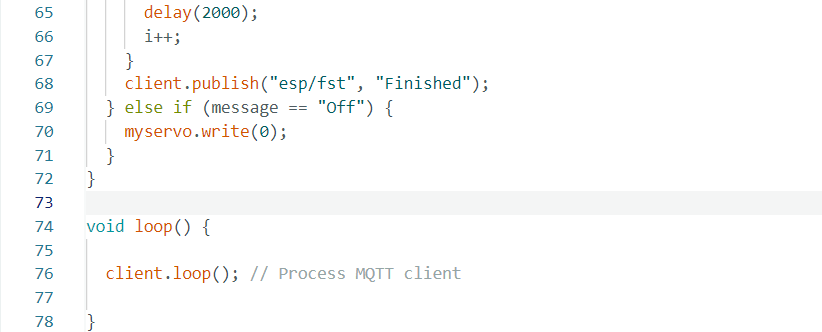 65 delay(2000);
66 i++;
67 }
68 client.publish("esp/fst", "Finished");
69 } else if (message == "Off") {
70 myservo.write(0);
71 }
72 }
73
74 void loop() {
75
76 client.loop(); // Process MQTT client
77
78 }